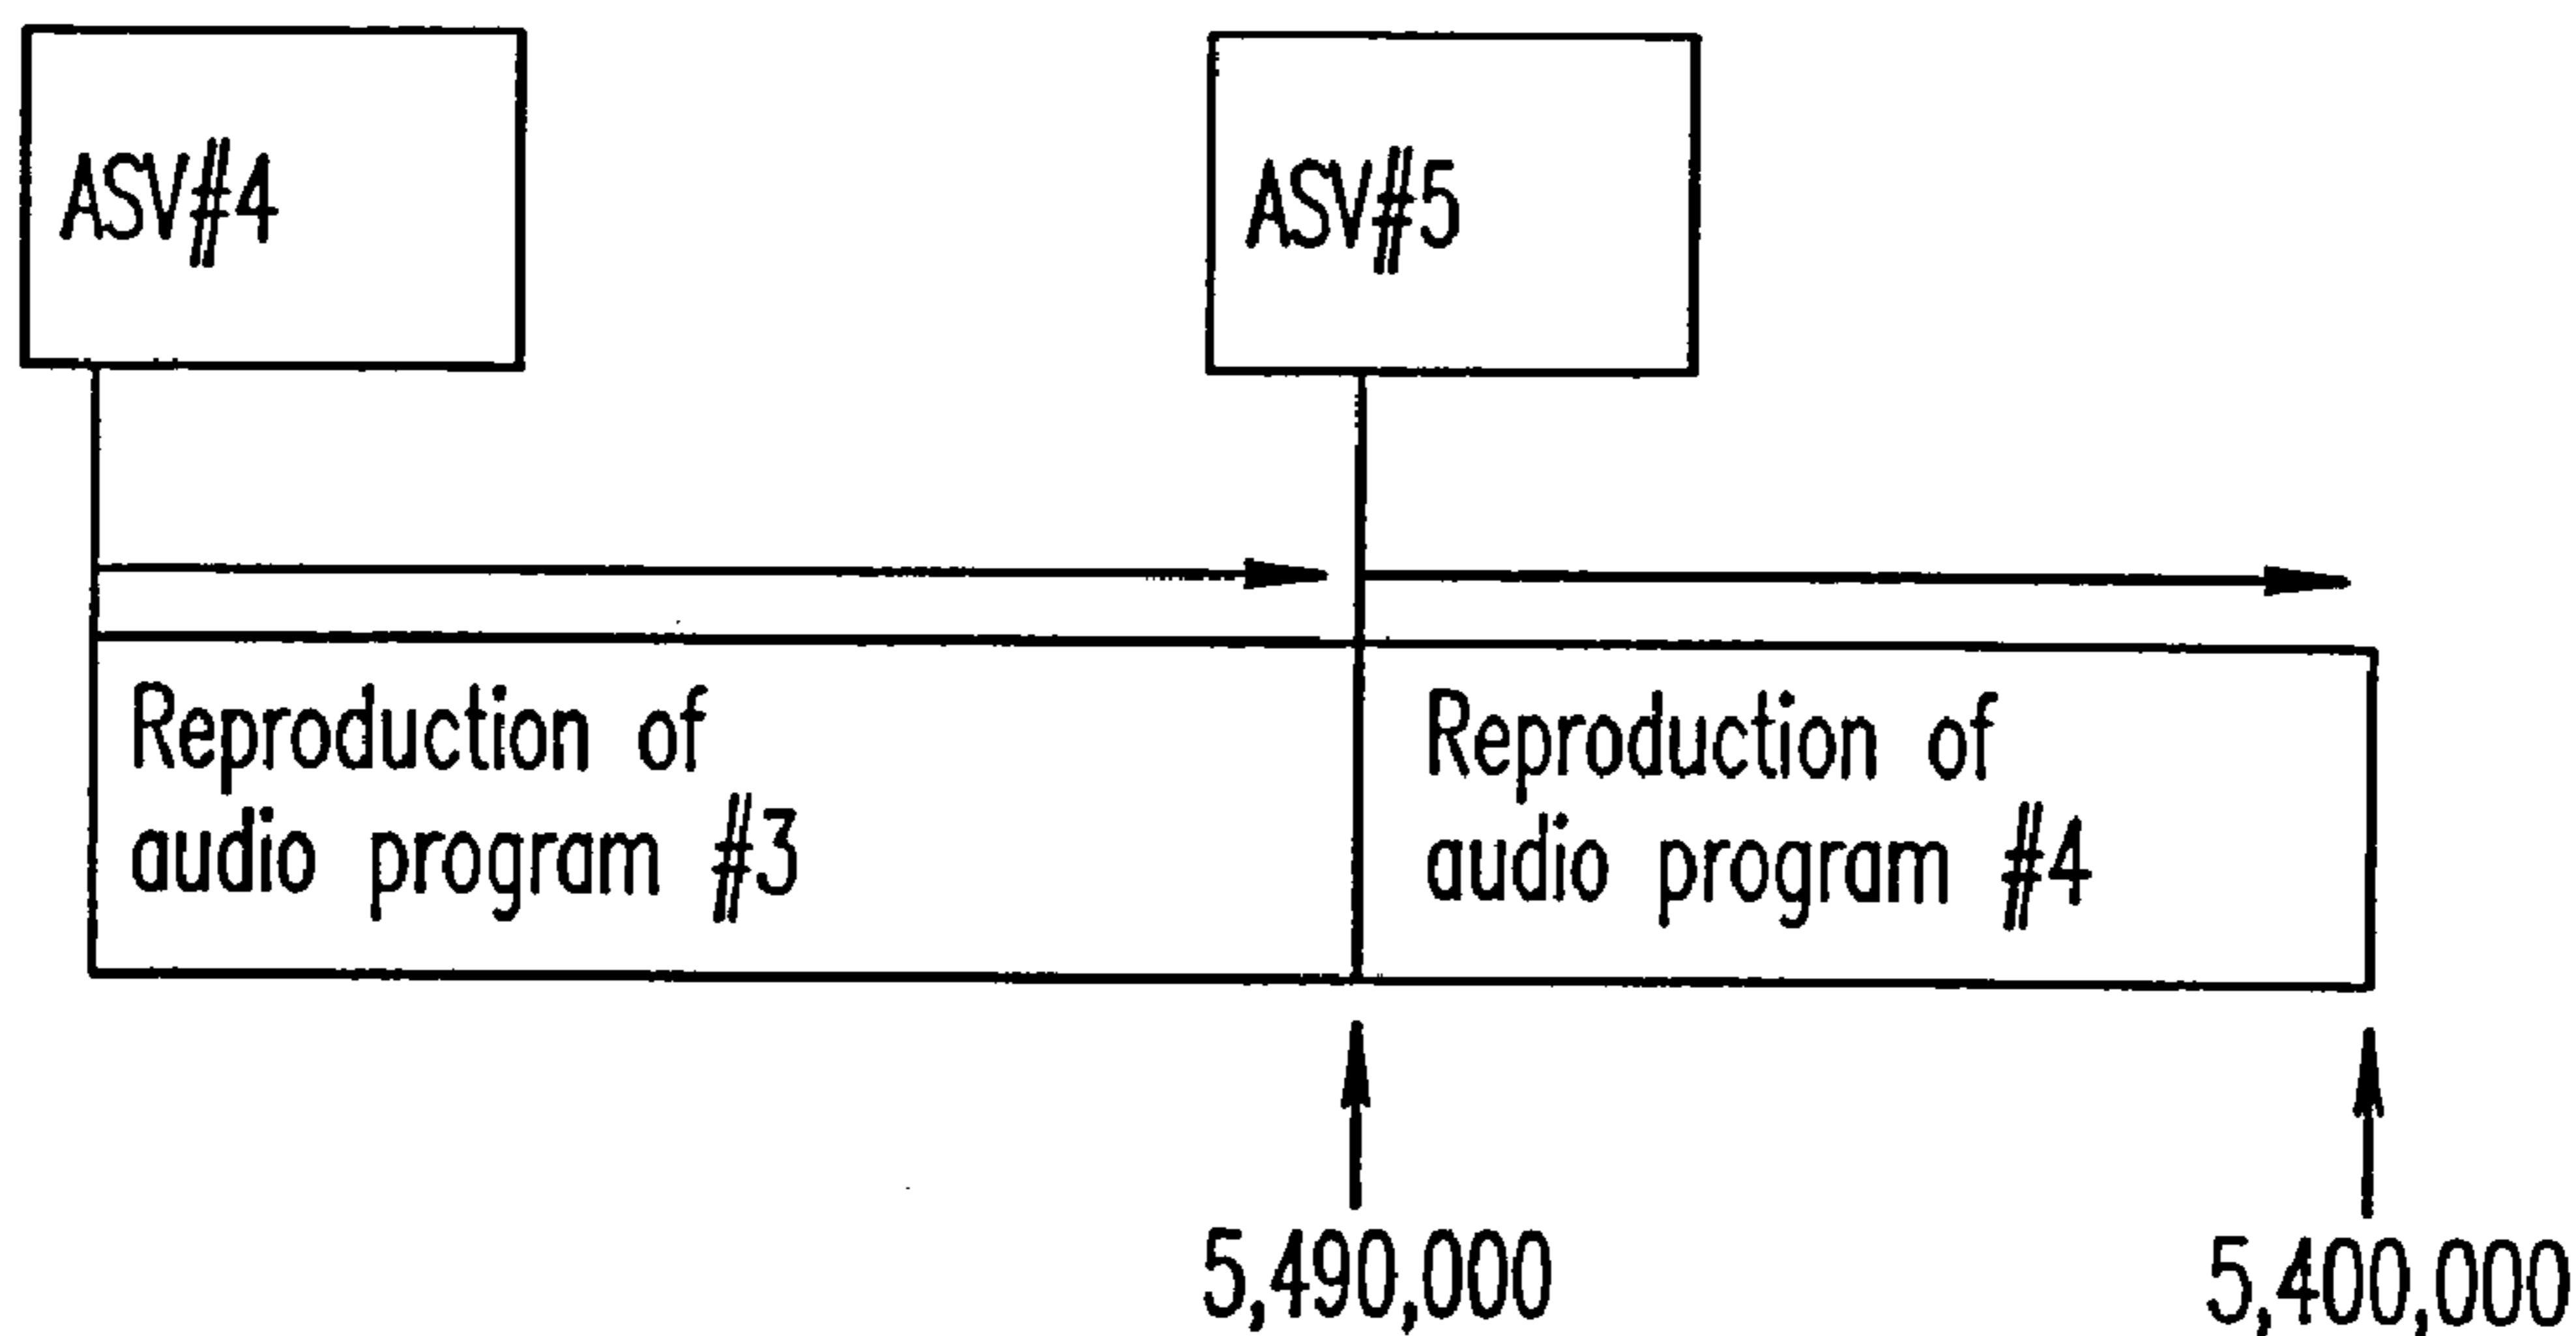 ASV#4
ASV#5
Reproduction of
audio program #3
Reproduction of
audio program #4
5,490,000
5,400,000